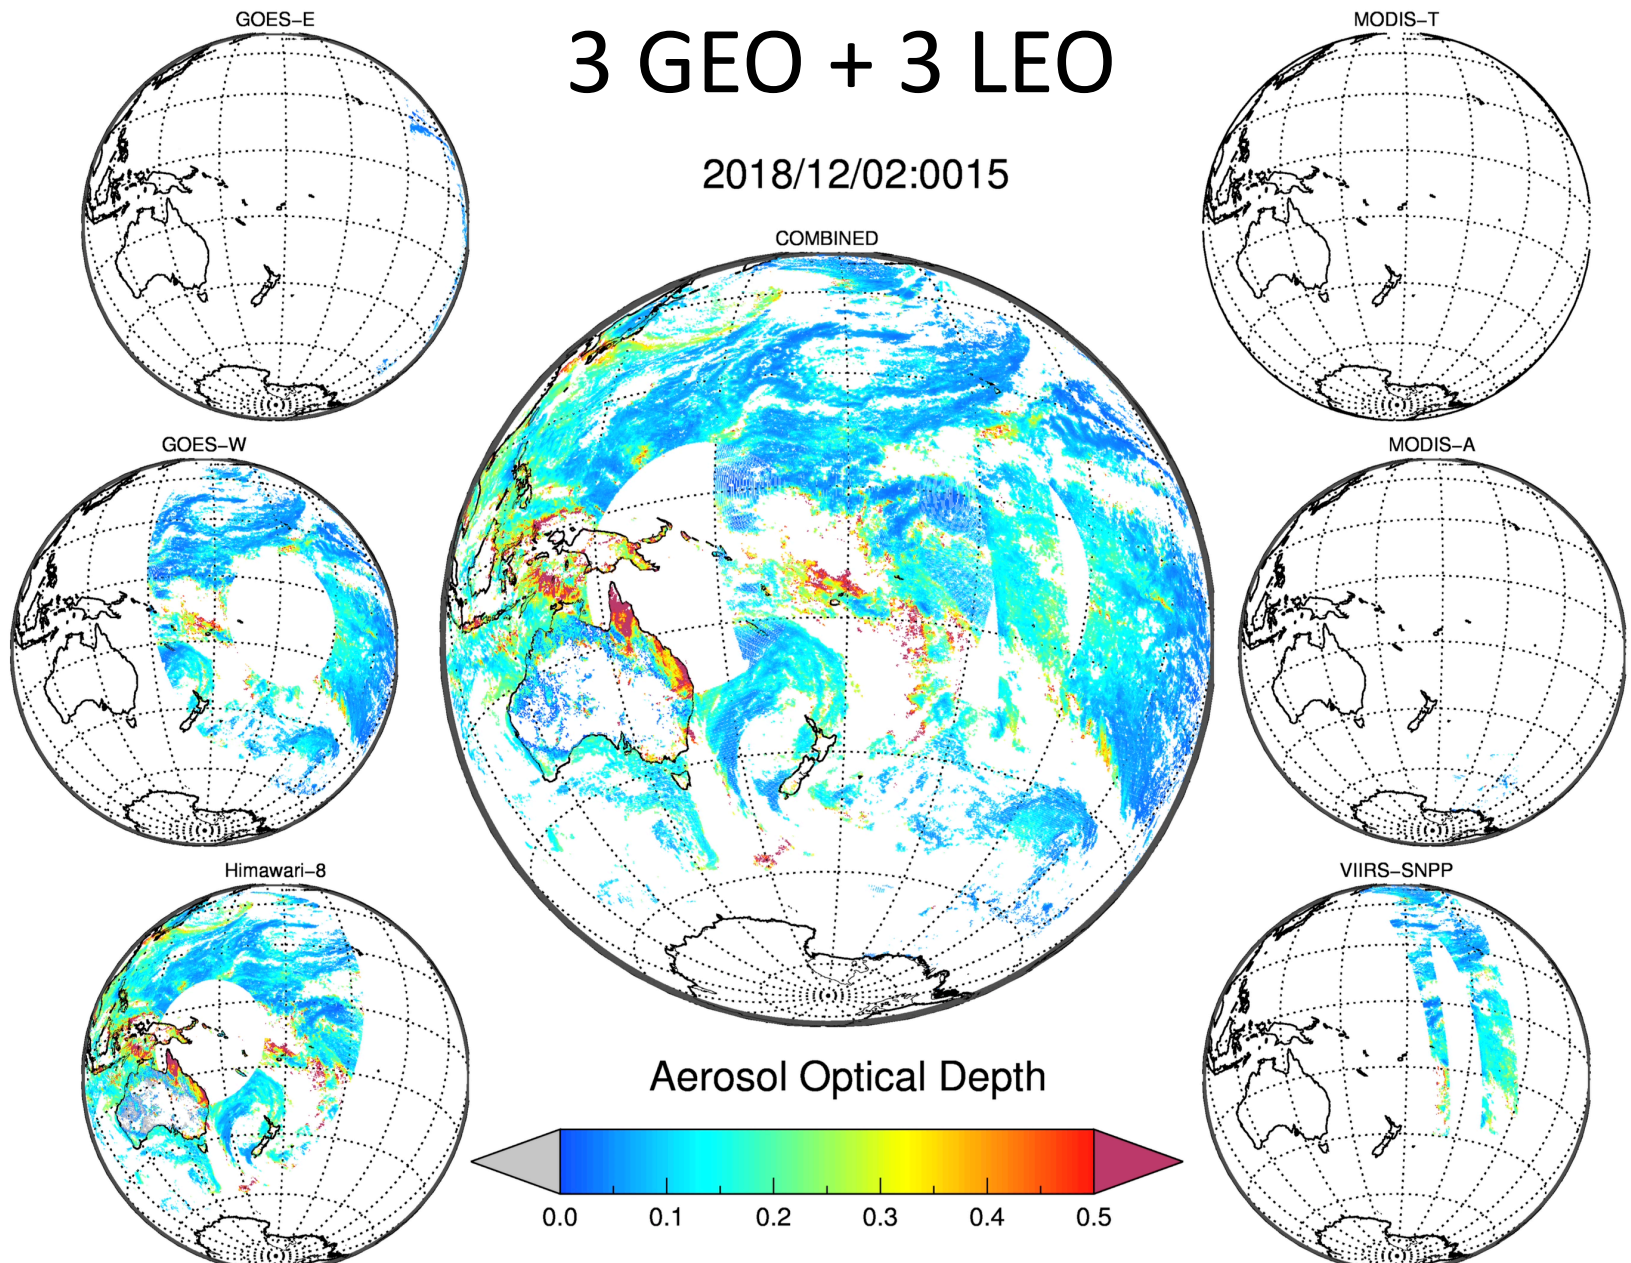 GOES−E
3 GEO + 3 LEO
MODIS−T
2018/12/02:0015
COMBINED
GOES−W
MODIS−A
Himawari−8
VIIRS−SNPP
Aerosol Optical Depth
0.0 0.1 0.2 0.3 0.4 0.5